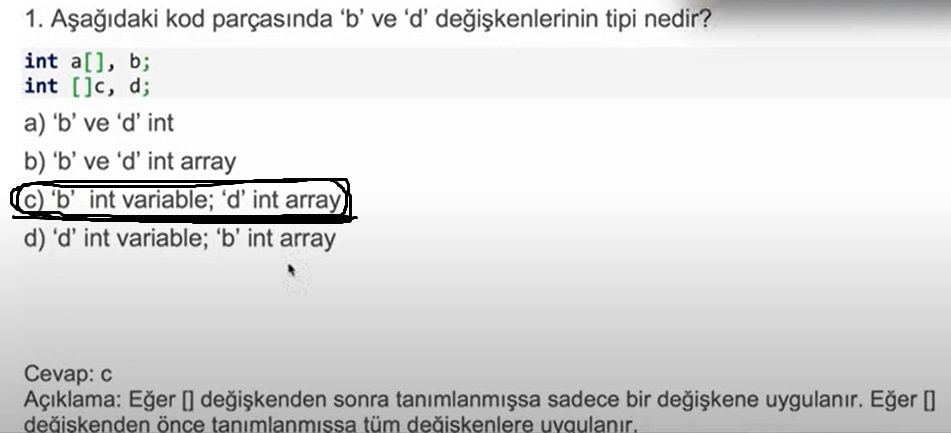 1. Aşağıdaki kod parçasında ‘b’ ve ‘d’ değişkenlerinin tipi nedir?
int a[], b;
int []c, d;
a) ‘b’ ve ‘d’ int
b) ‘b’ ve ‘d’ int array
c) ‘b’ int variable; ‘d’ int array
d) ‘d’ int variable; ‘b’ int array
Cevap: c
Açıklama: Eğer [] değişkenden sonra tanımlanmışsa sadece bir değişkene uygulanır. Eğer []
değişkenden önce tanımlanmışsa tüm değişkenlere uygulanır.